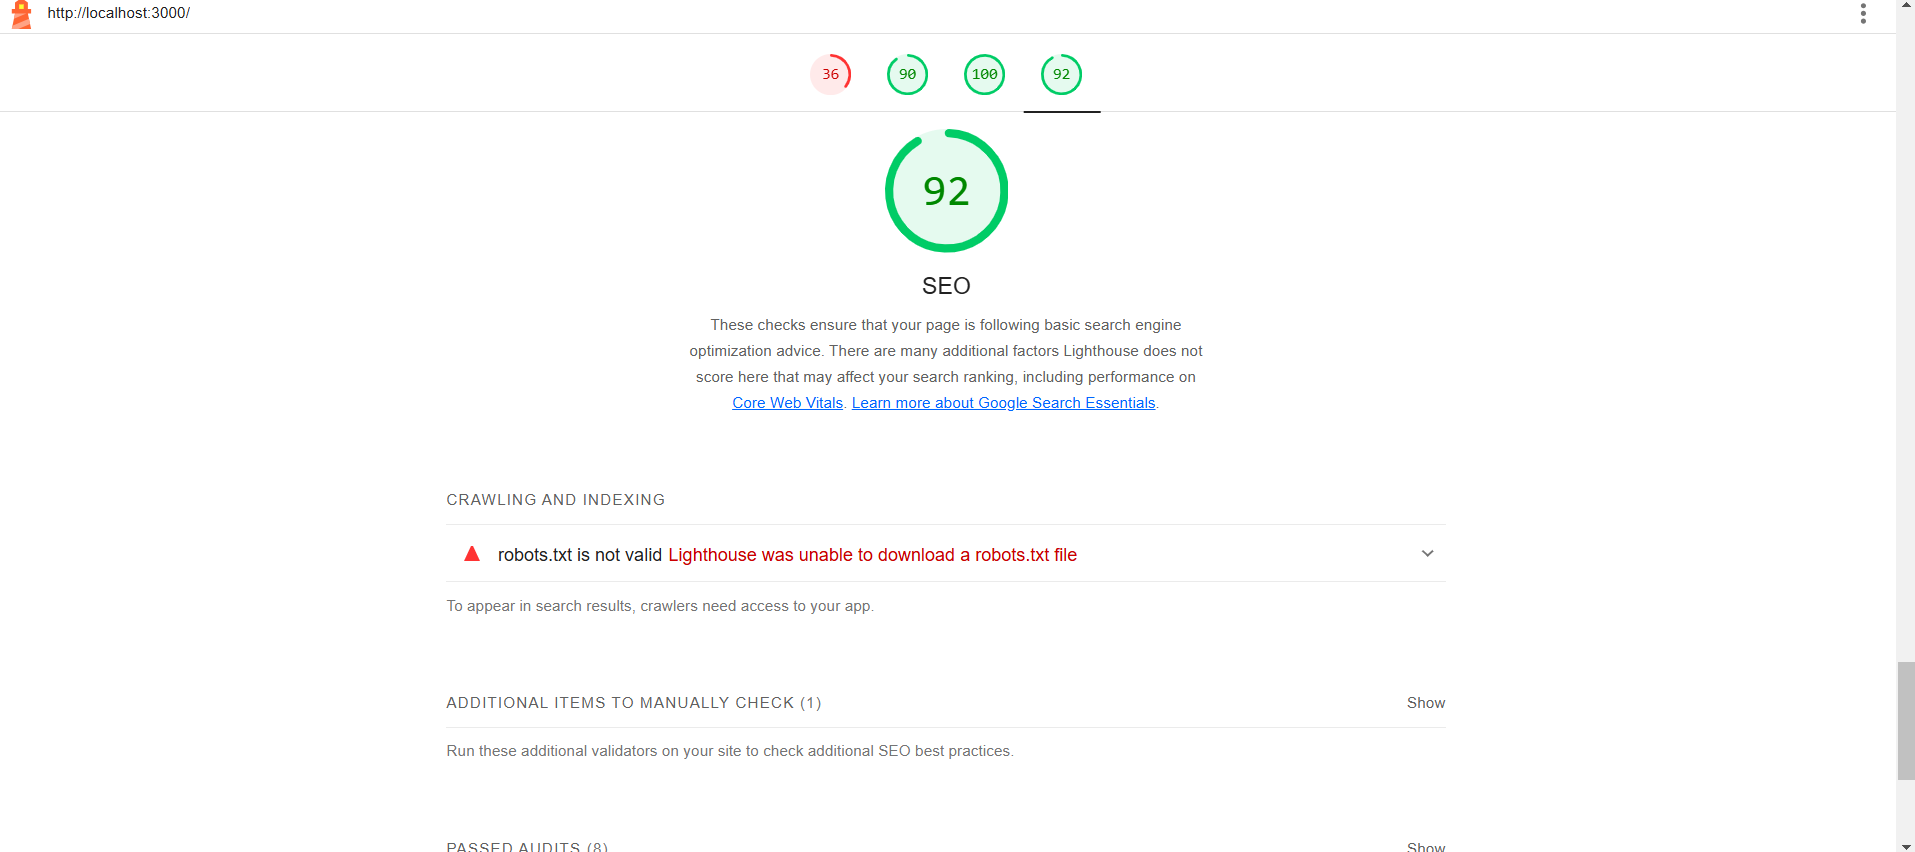 http://localhost:3000/
36 90 100 92
92
SEO
These checks ensure that your page is following basic search engine
optimization advice. There are many additional factors Lighthouse does not
score here that may affect your search ranking, including performance on
Core Web Vitals. Learn more about Google Search Essentials.
CRAWLING AND INDEXING
robots.txt is not valid Lighthouse was unable to download a robots.txt file
To appear in search results, crawlers need access to your app.
ADDITIONAL ITEMS TO MANUALLY CHECK (1) Show
Run these additional validators on your site to check additional SEO best practices.
PASSED AUDITS (8) Show